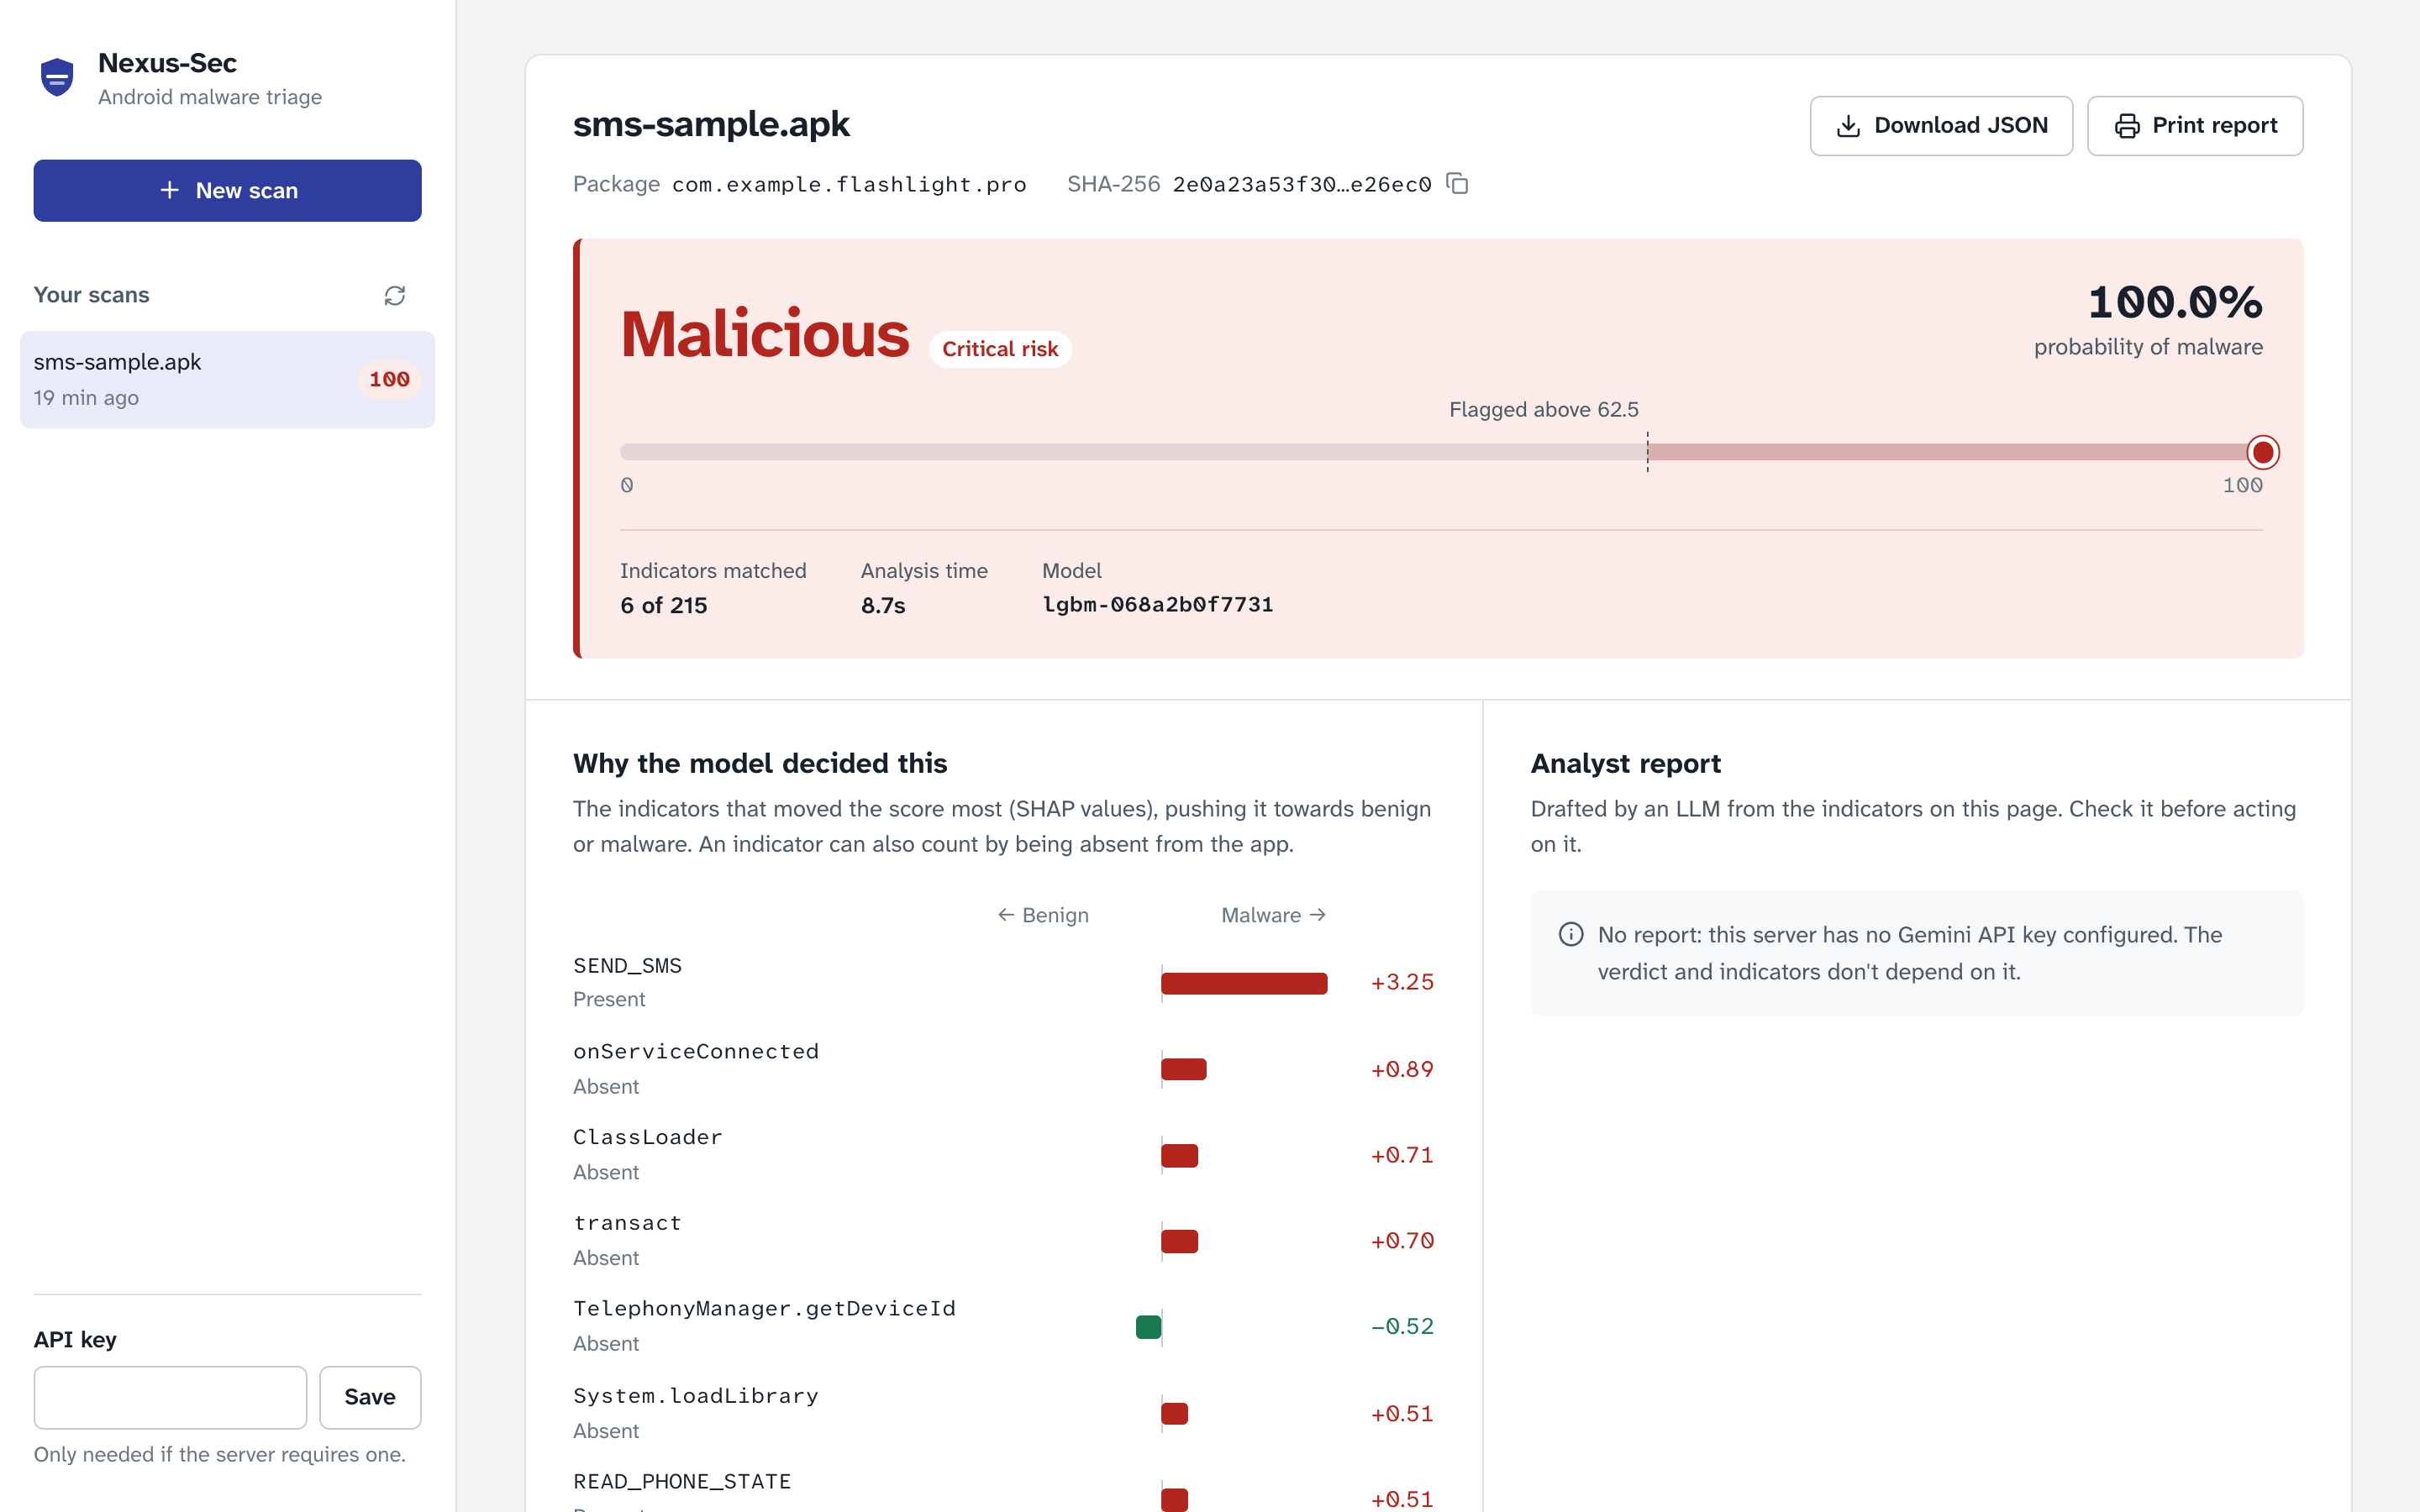 Nexus-Sec
Android malware triage
New scan
Your scans
sms-sample.apk
19 min ago
100
API key
Save
Only needed if the server requires one.
sms-sample.apk
Download JSON
Print report
Package com.example.flashlight.pro SHA-256 2e0a23a53f30…e26ec0
Malicious
Critical risk
100.0%
probability of malware
Flagged above 62.5
0
100
Indicators matched
6 of 215
Analysis time
8.7s
Model
lgbm-068a2b0f7731
Why the model decided this
The indicators that moved the score most (SHAP values), pushing it towards benign
or malware. An indicator can also count by being absent from the app.
← Benign
Malware →
SEND_SMS
Present
+3.25
onServiceConnected
Absent
+0.89
ClassLoader
Absent
+0.71
transact
Absent
+0.70
TelephonyManager.getDeviceId
Absent
−0.52
System.loadLibrary
Absent
+0.51
READ_PHONE_STATE
+0.51
Analyst report
Drafted by an LLM from the indicators on this page. Check it before acting
on it.
No report: this server has no Gemini API key configured. The
verdict and indicators don't depend on it.